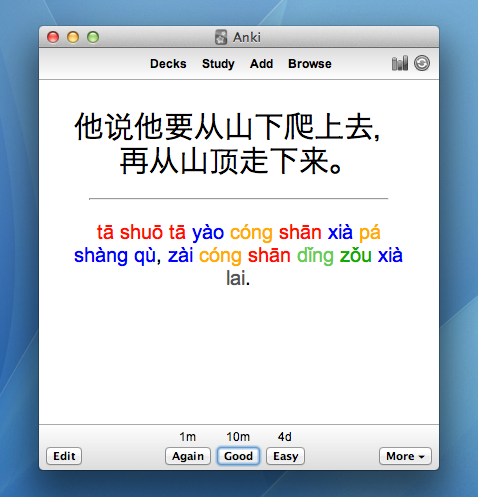 Anki
Decks Study Add Browse
他说他要从山下爬上去,
再从山顶走下来。
tā shuō tā yào cóng shān xià pá
shàng qù, zài cóng shān dǐng zǒu xià
lai.
1m 10m 4d
Edit Again Good Easy More